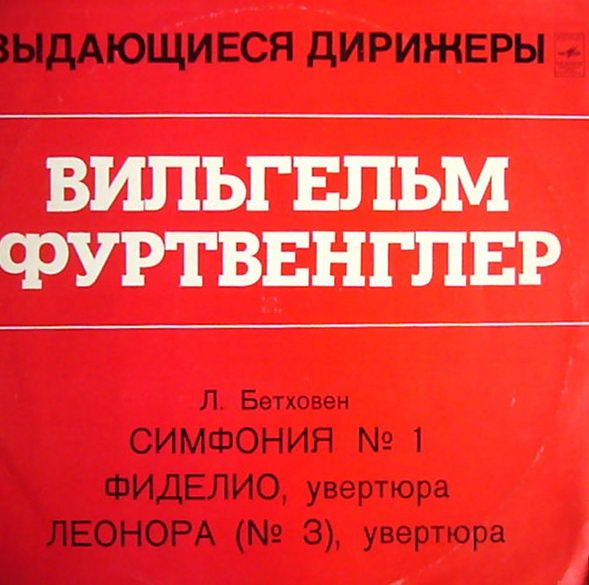 ВЫДАЮЩИЕСЯ ДИРИЖЕРЫ
ВИЛЬГЕЛЬМ
ФУРТВЕНГЛЕР
Л. Бетховен
СИМФОНИЯ № 1
ФИДЕЛИО, увертюра
ЛЕОНОРА (№ 3), увертюра